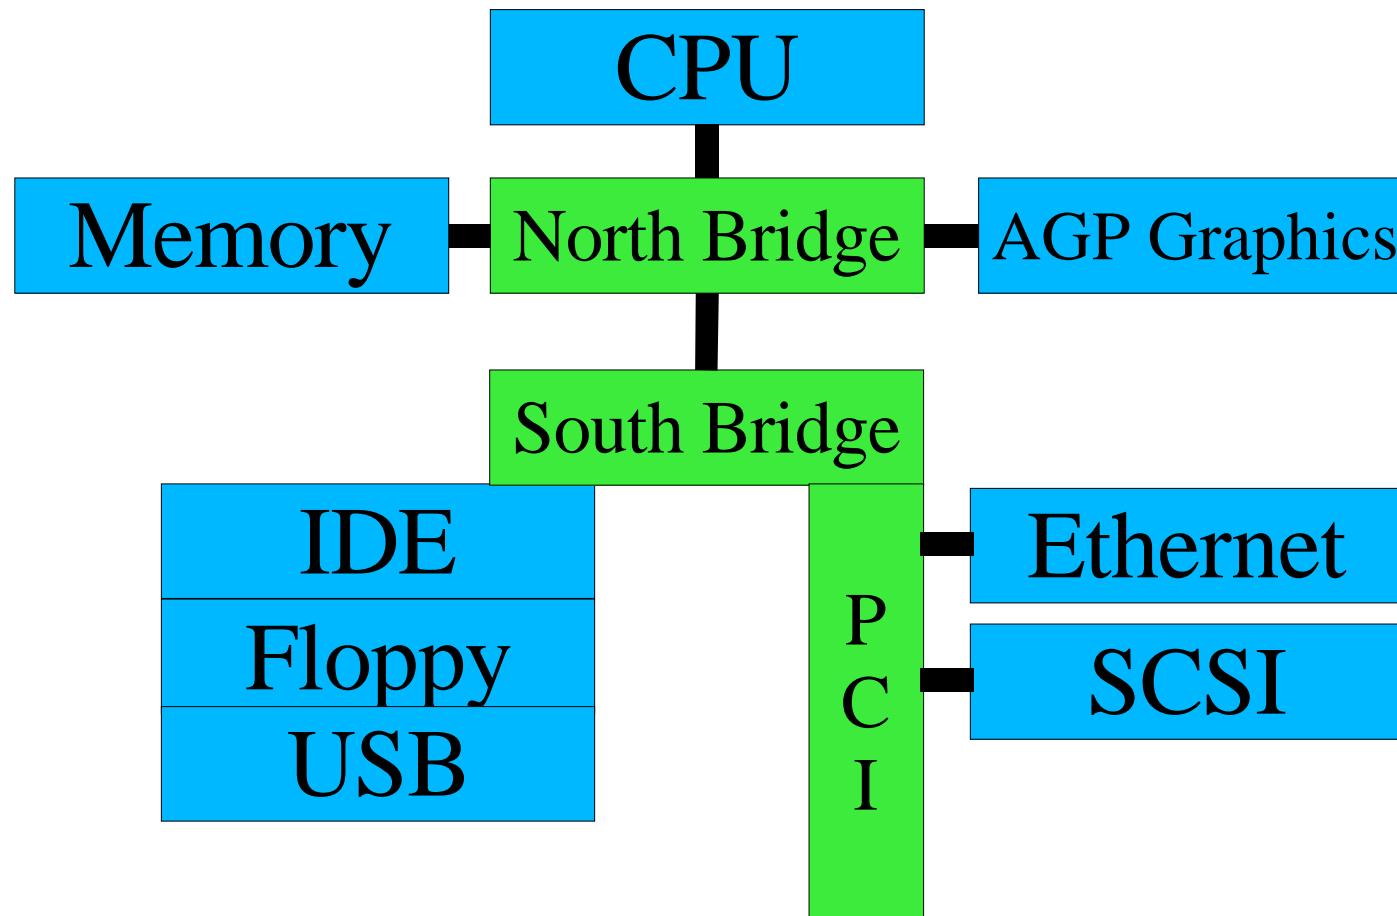 CPU
Memory
North Bridge
AGP Graphics
South Bridge
IDE
Floppy
USB
P
C
I
Ethernet
SCSI